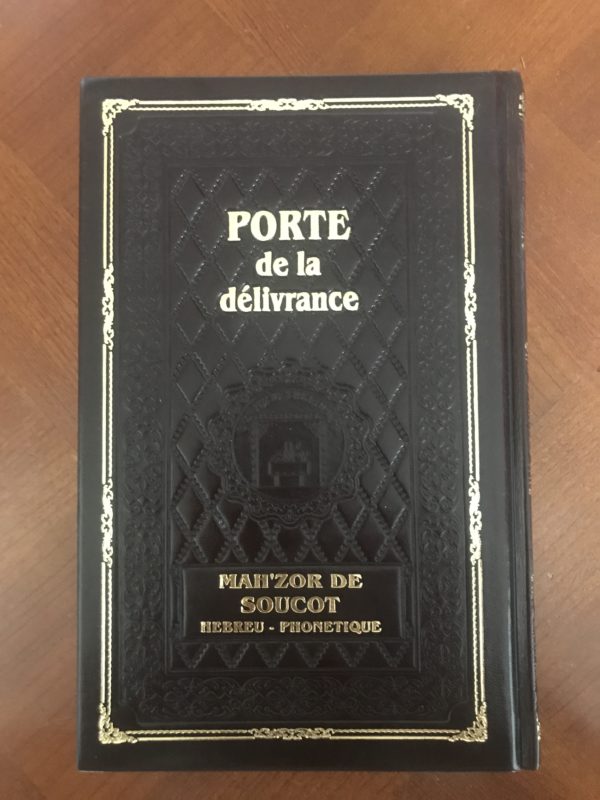 PORTE
de la
délivrance
MAH'ZOR DE
SOUCOT
HEBREU - PHONETIQUE